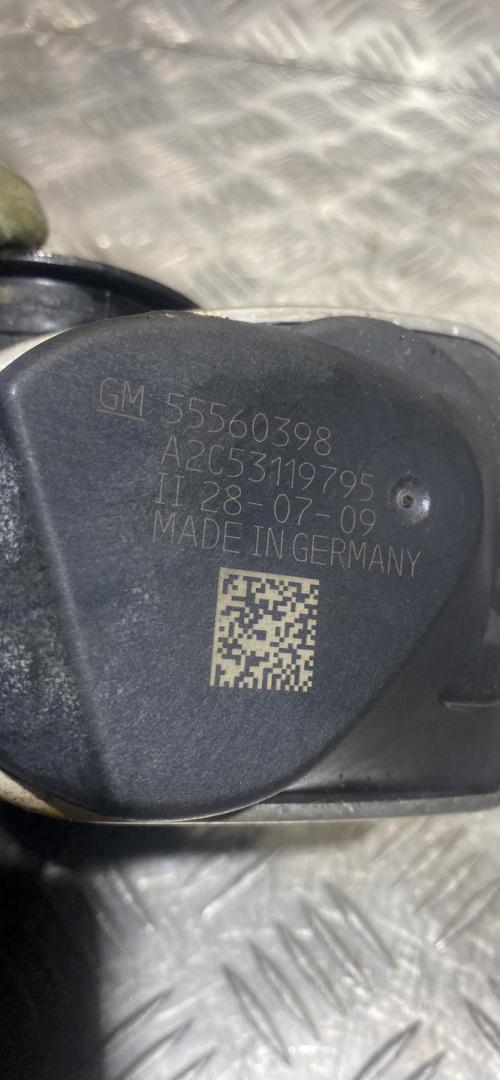 GM 55560398
A2C53119795
II 28-07-09
MADE IN GERMANY